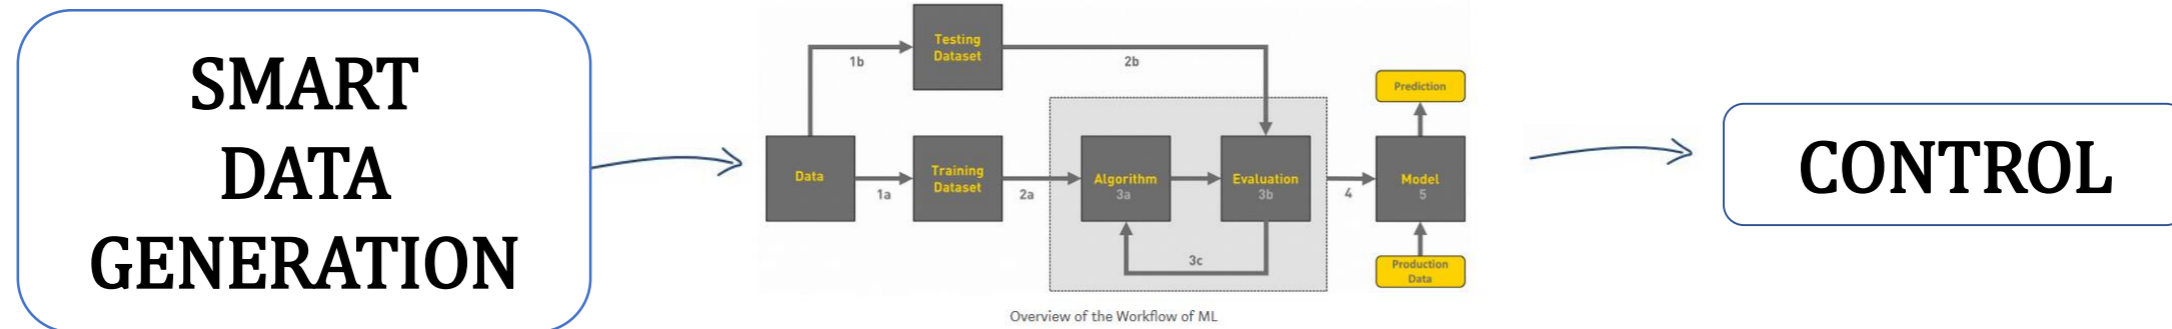 SMART
DATA
GENERATION
Testing
Dataset
1b
2b
Prediction
Data
1a
Training
Dataset
2a
Algorithm
3a
Evaluation
3b
4
Model
5
3c
Production
Data
Overview of the Workflow of ML
CONTROL